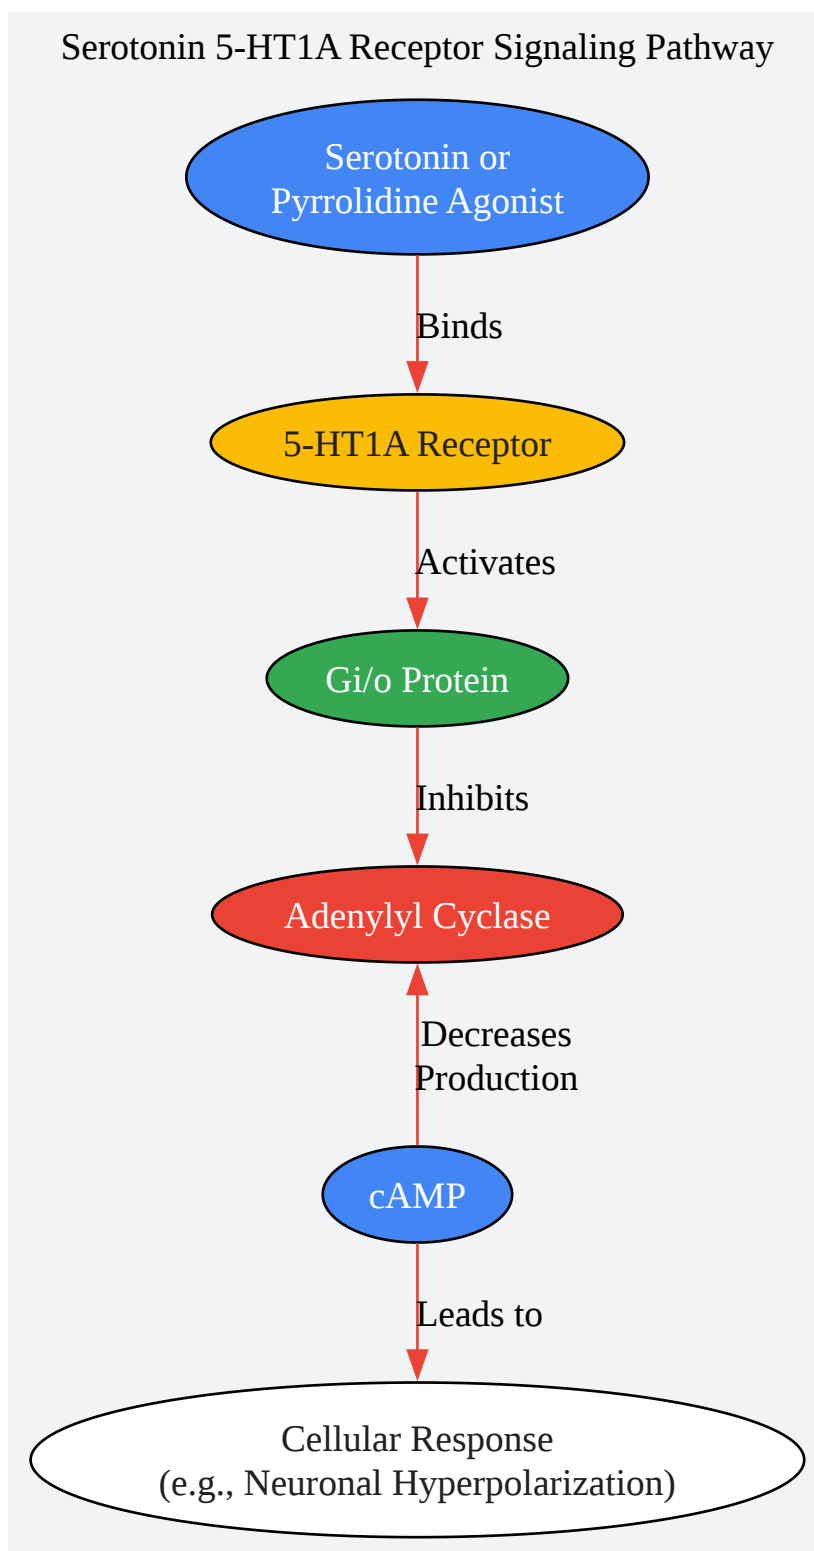 Serotonin 5-HT1A Receptor Signaling Pathway
Serotonin or
Pyrrolidine Agonist
Binds
5-HT1A Receptor
Activates
Gi/o Protein
Inhibits
Adenylyl Cyclase
Decreases
Production
cAMP
Leads to
Cellular Response
(e.g., Neuronal Hyperpolarization)